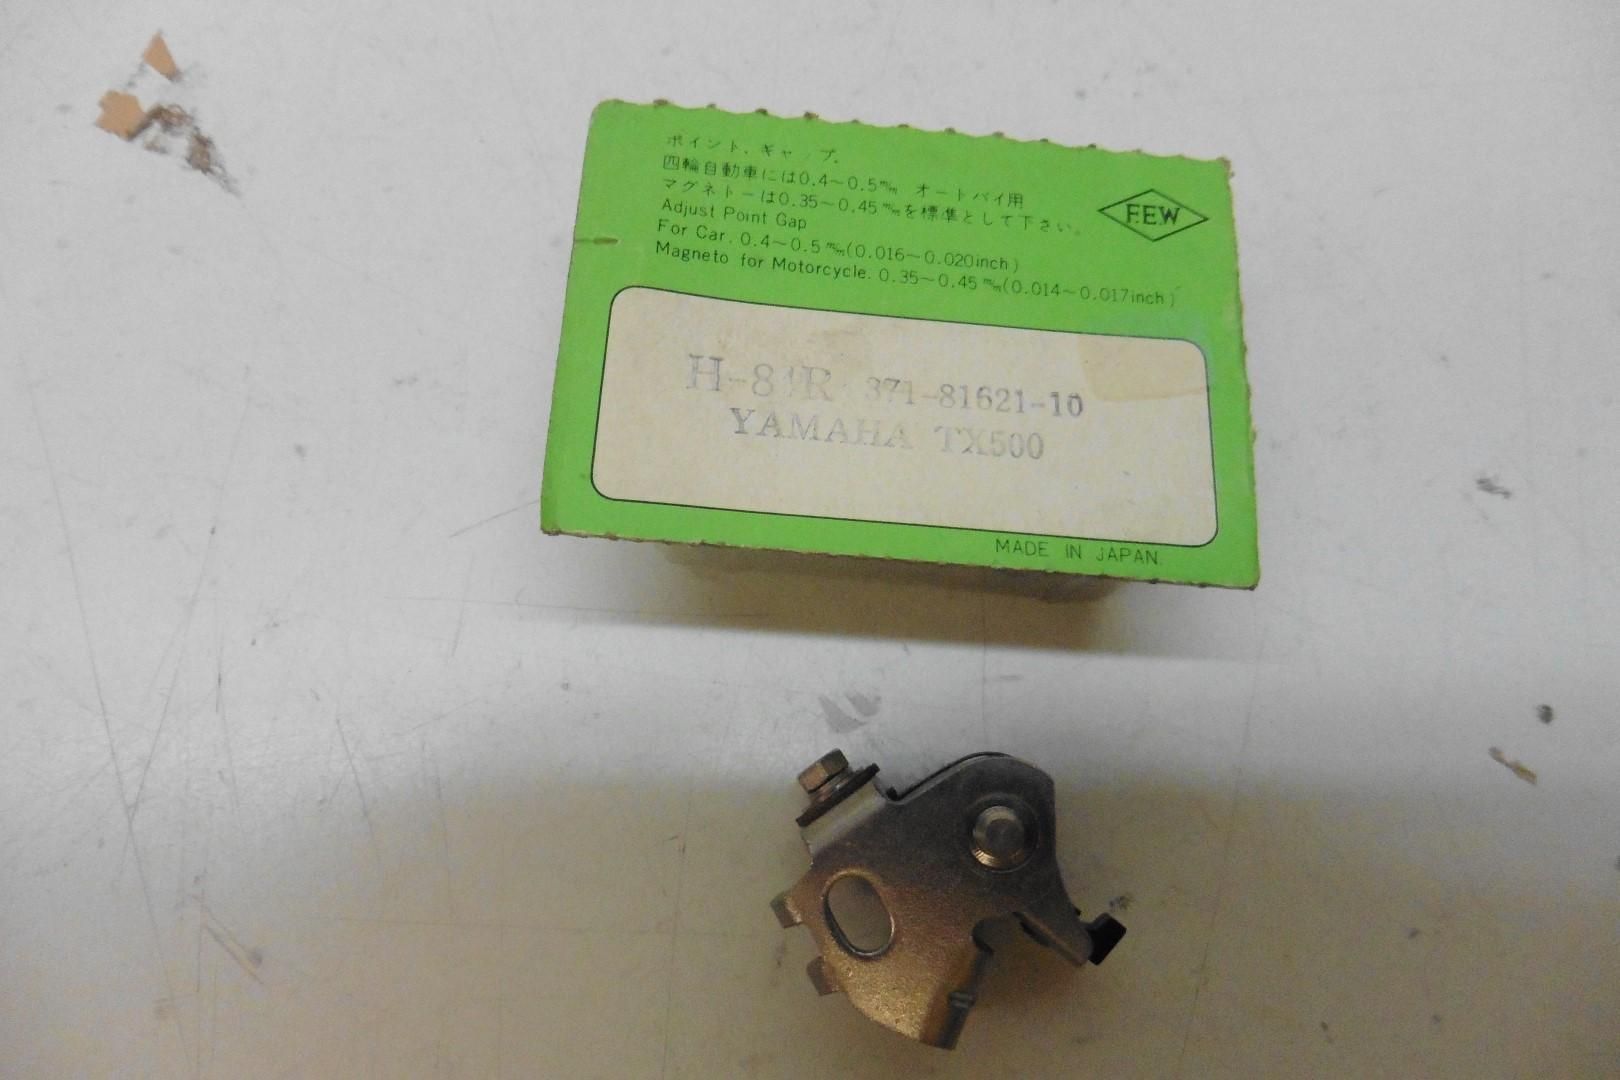 ポイント、ギャップ.
四輪自動車には0.4〜0.5㎜ オートバイ用
マグネトーは0.35〜0.45㎜を標準として下さい。
Adjust Point Gap
For Car. 0.4〜0.5㎜(0.016〜0.020inch)
Magneto for Motorcycle. 0.35〜0.45㎜(0.014〜0.017inch)
F.E.W
H-81R 371-81621-10
YAMAHA TX500
MADE IN JAPAN.